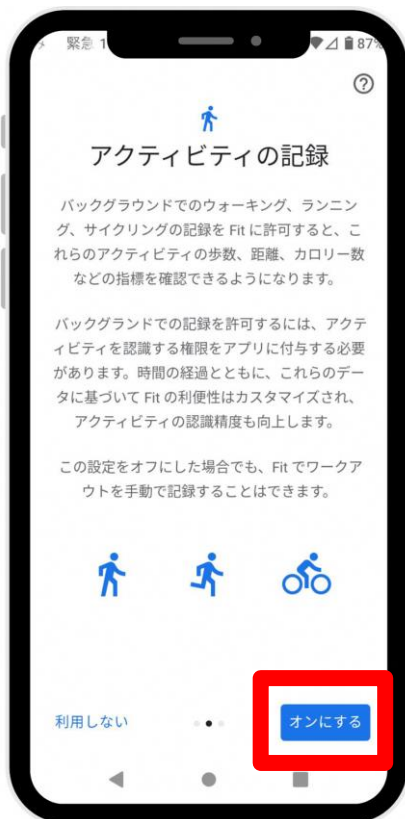 緊急 1
87%
アクティビティの記録
バックグラウンドでのウォーキング、ランニン
グ、サイクリングの記録を Fit に許可すると、こ
れらのアクティビティの歩数、距離、カロリー数
などの指標を確認できるようになります。
バックグランドでの記録を許可するには、アクテ
ィビティを認識する権限をアプリに付与する必要
があります。時間の経過とともに、これらのデー
タに基づいて Fit の利便性はカスタマイズされ、
アクティビティの認識精度も向上します。
この設定をオフにした場合でも、Fit でワークア
ウトを手動で記録することはできます。
利用しない
オンにする